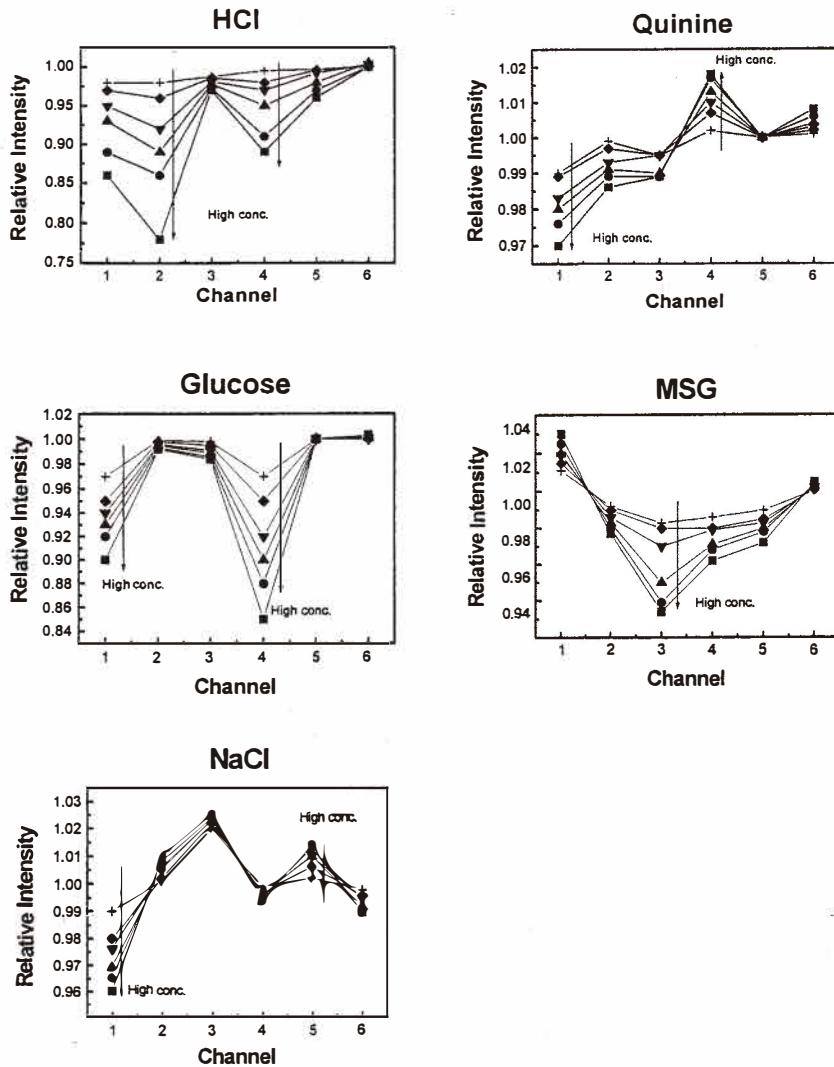 HCl
Relative Intensity
1.00
0.95
0.90
0.85
0.80
0.75
High conc.
1 2 3 4 5 6
Channel
Quinine
Relative Intensity
1.02
1.01
1.00
0.99
0.98
0.97
High conc.
High conc.
1 2 3 4 5 6
Channel
Glucose
Relative Intensity
1.02
1.00
0.98
0.97
0.92
0.90
0.88
0.86
0.84
High conc.
High conc.
1 2 3 4 5 6
Channel
MSG
Relative Intensity
1.04
1.02
1.00
0.98
0.96
0.94
High conc.
1 2 3 4 5 6
Channel
NaCl
Relative Intensity
1.03
1.02
1.01
1.00
0.99
0.98
0.97
0.96
High conc.
High conc.
1 2 3 4 5 6
Channel